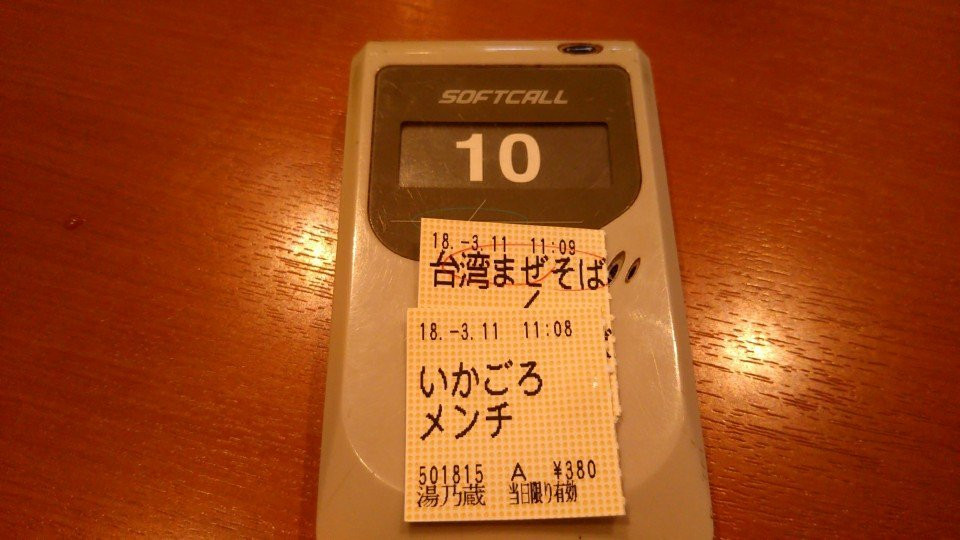 SOFTCALL
10
18.-3.11 11:09
台湾まぜそば
18.-3.11 11:08
いかごろ
メンチ
501815 A ¥380
湯乃蔵 当日限り有効